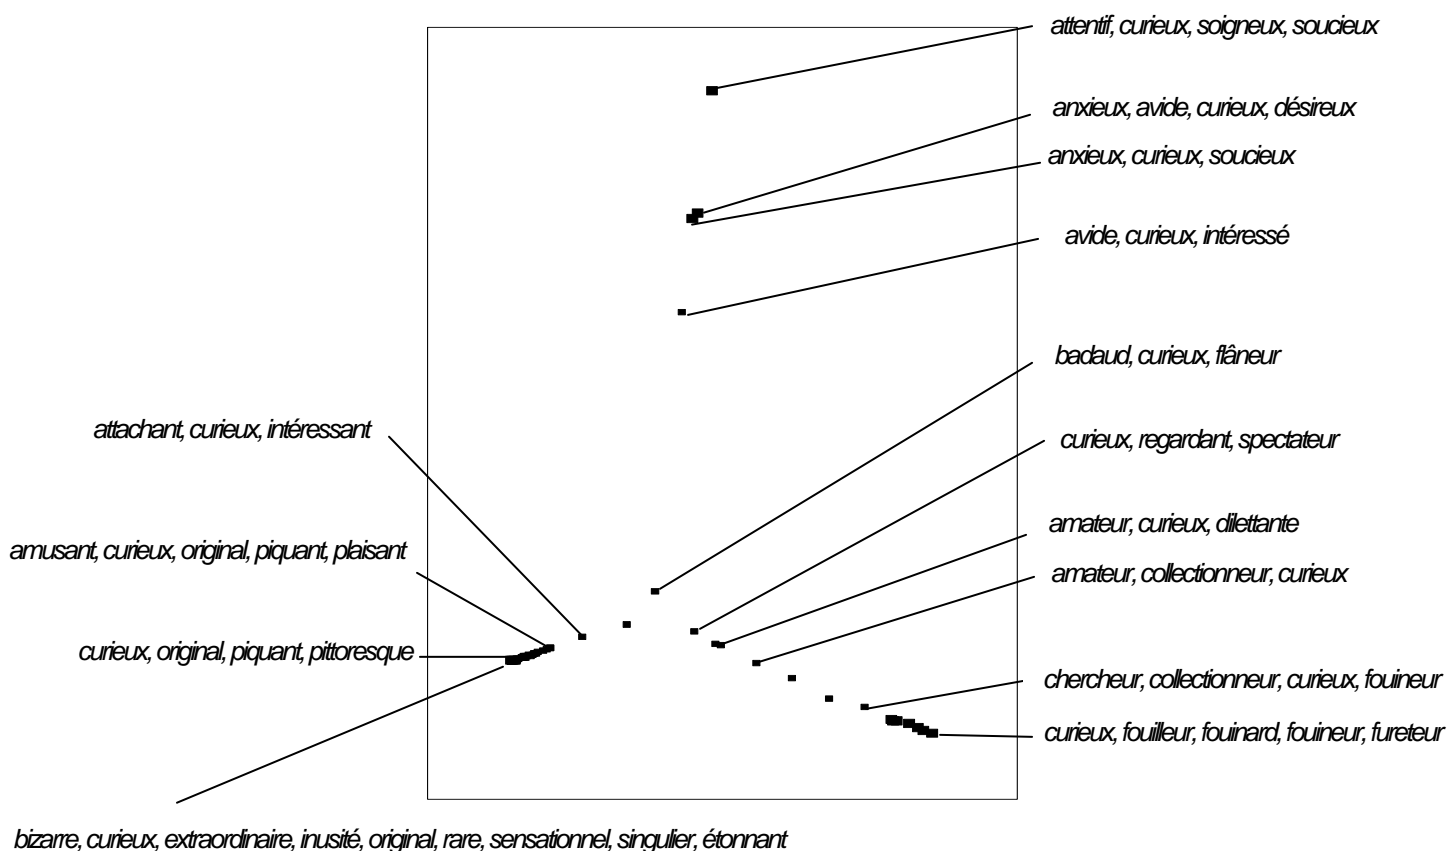 attentif, curieux, soigneux, soucieux
anxieux, avide, curieux, désireux
anxieux, curieux, soucieux
avide, curieux, intéressé
badaud, curieux, flâneur
attachant, curieux, intéressant
curieux, regardant, spectateur
amateur, curieux, dilettante
amusant, curieux, original, piquant, plaisant
amateur, collectionneur, curieux
curieux, original, piquant, pittoresque
chercheur, collectionneur, curieux, fouineur
curieux, fouilleur, fouinard, fouineur, fureteur
bizarre, curieux, extraordinaire, inusité, original, rare, sensationnel, singulier, étonnant